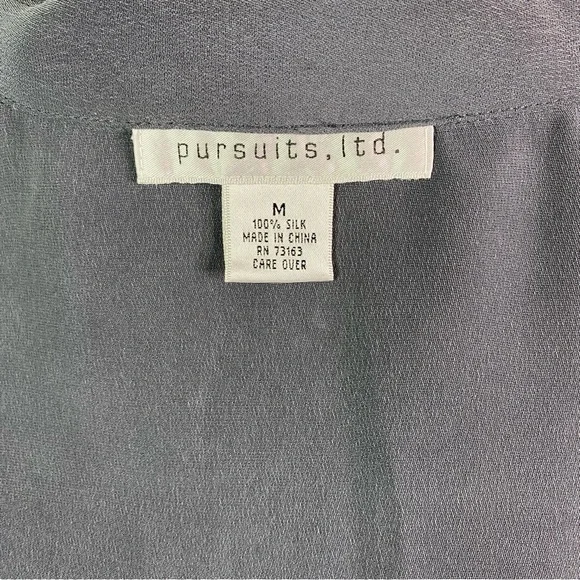 pursuits, ltd.
M
100% SILK
MADE IN CHINA
RN 73163
CARE OVER